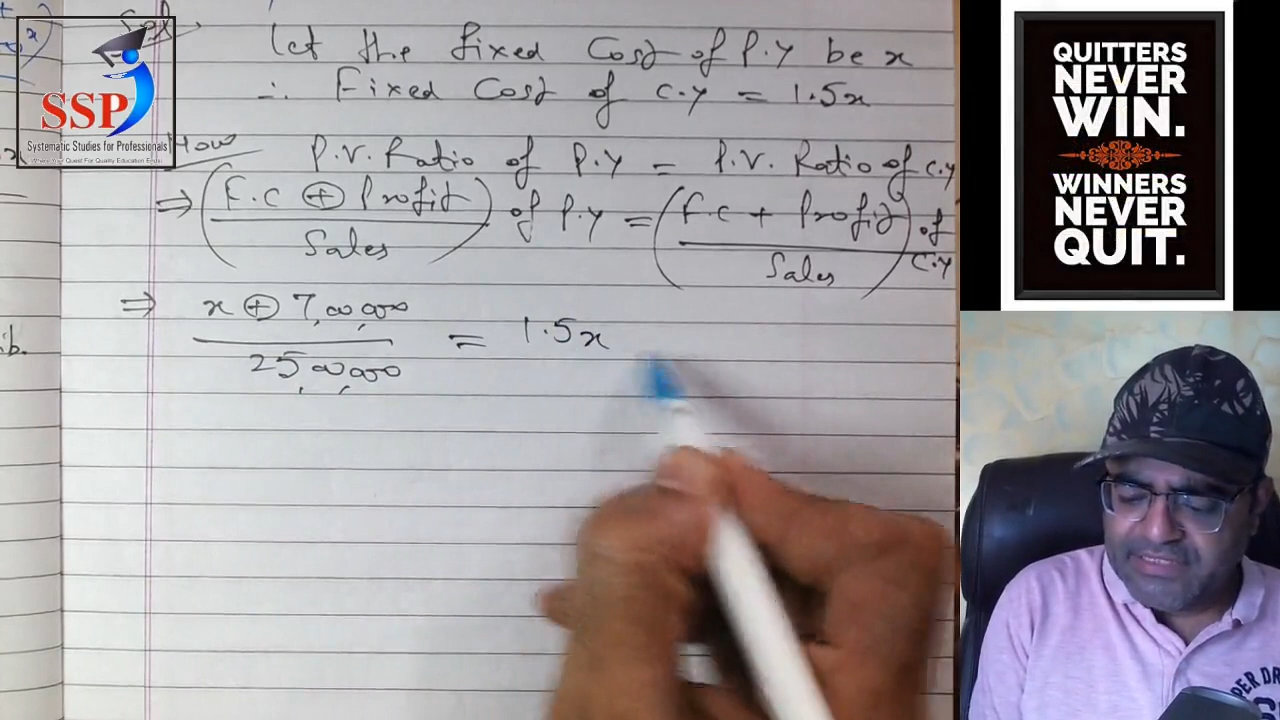 Sol
Let the fixed Cost of P.Y be x
∴ Fixed Cost of C.Y = 1.5x
Now P.V. Ratio of P.Y = P.V. Ratio of C.Y
⇒ (F.C + Profit / Sales) of P.Y = (F.C + Profit / Sales) of C.Y
⇒ x + 7,00,000 / 25,00,000 = 1.5x
ib.
SSP
Systematic Studies for Professionals
QUITTERS
NEVER
WIN.
WINNERS
NEVER
QUIT.